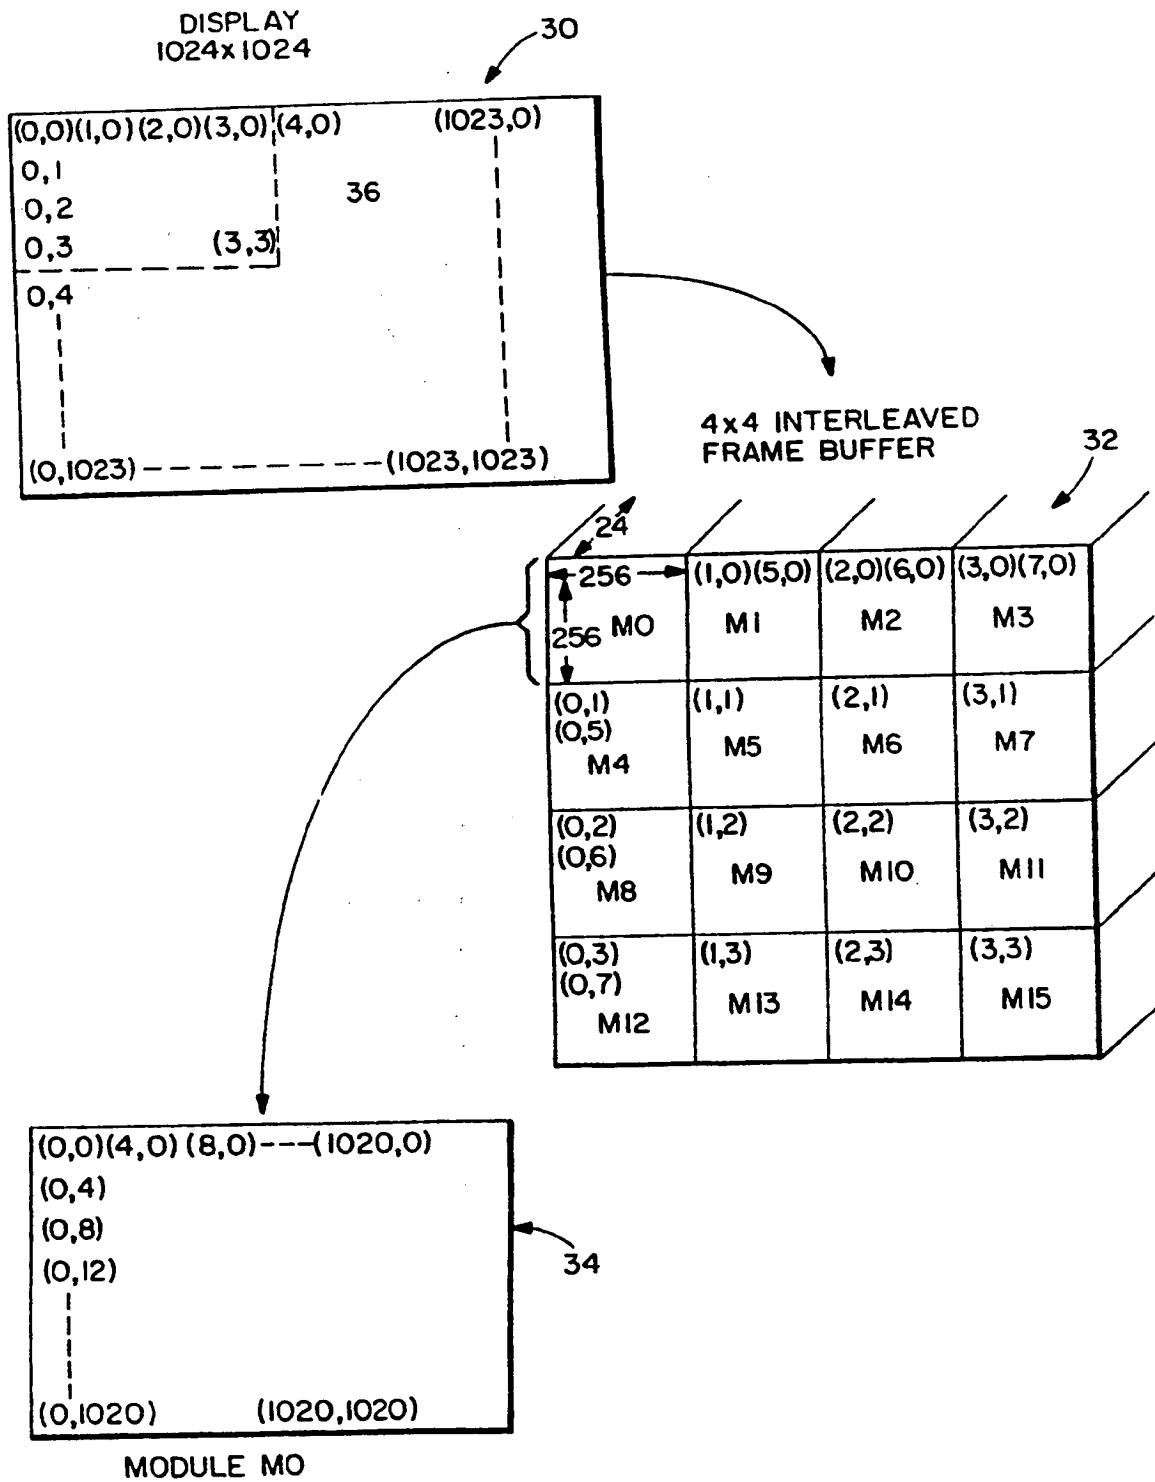 DISPLAY
1024x1024
30
(0,0)(1,0)(2,0)(3,0)(4,0) (1023,0)
0,1
36
0,2
0,3 (3,3)
0,4
(0,1023) (1023,1023)
4x4 INTERLEAVED
FRAME BUFFER
32
24
256 (1,0)(5,0) (2,0)(6,0) (3,0)(7,0)
256 M0 M1 M2 M3
(0,1) (1,1) (2,1) (3,1)
(0,5)
M4 M5 M6 M7
(0,2) (1,2) (2,2) (3,2)
(0,6)
M8 M9 M10 M11
(0,3) (1,3) (2,3) (3,3)
(0,7)
M12 M13 M14 M15
(0,0)(4,0)(8,0)---(1020,0)
(0,4)
(0,8)
34
(0,12)
(0,1020) (1020,1020)
MODULE M0